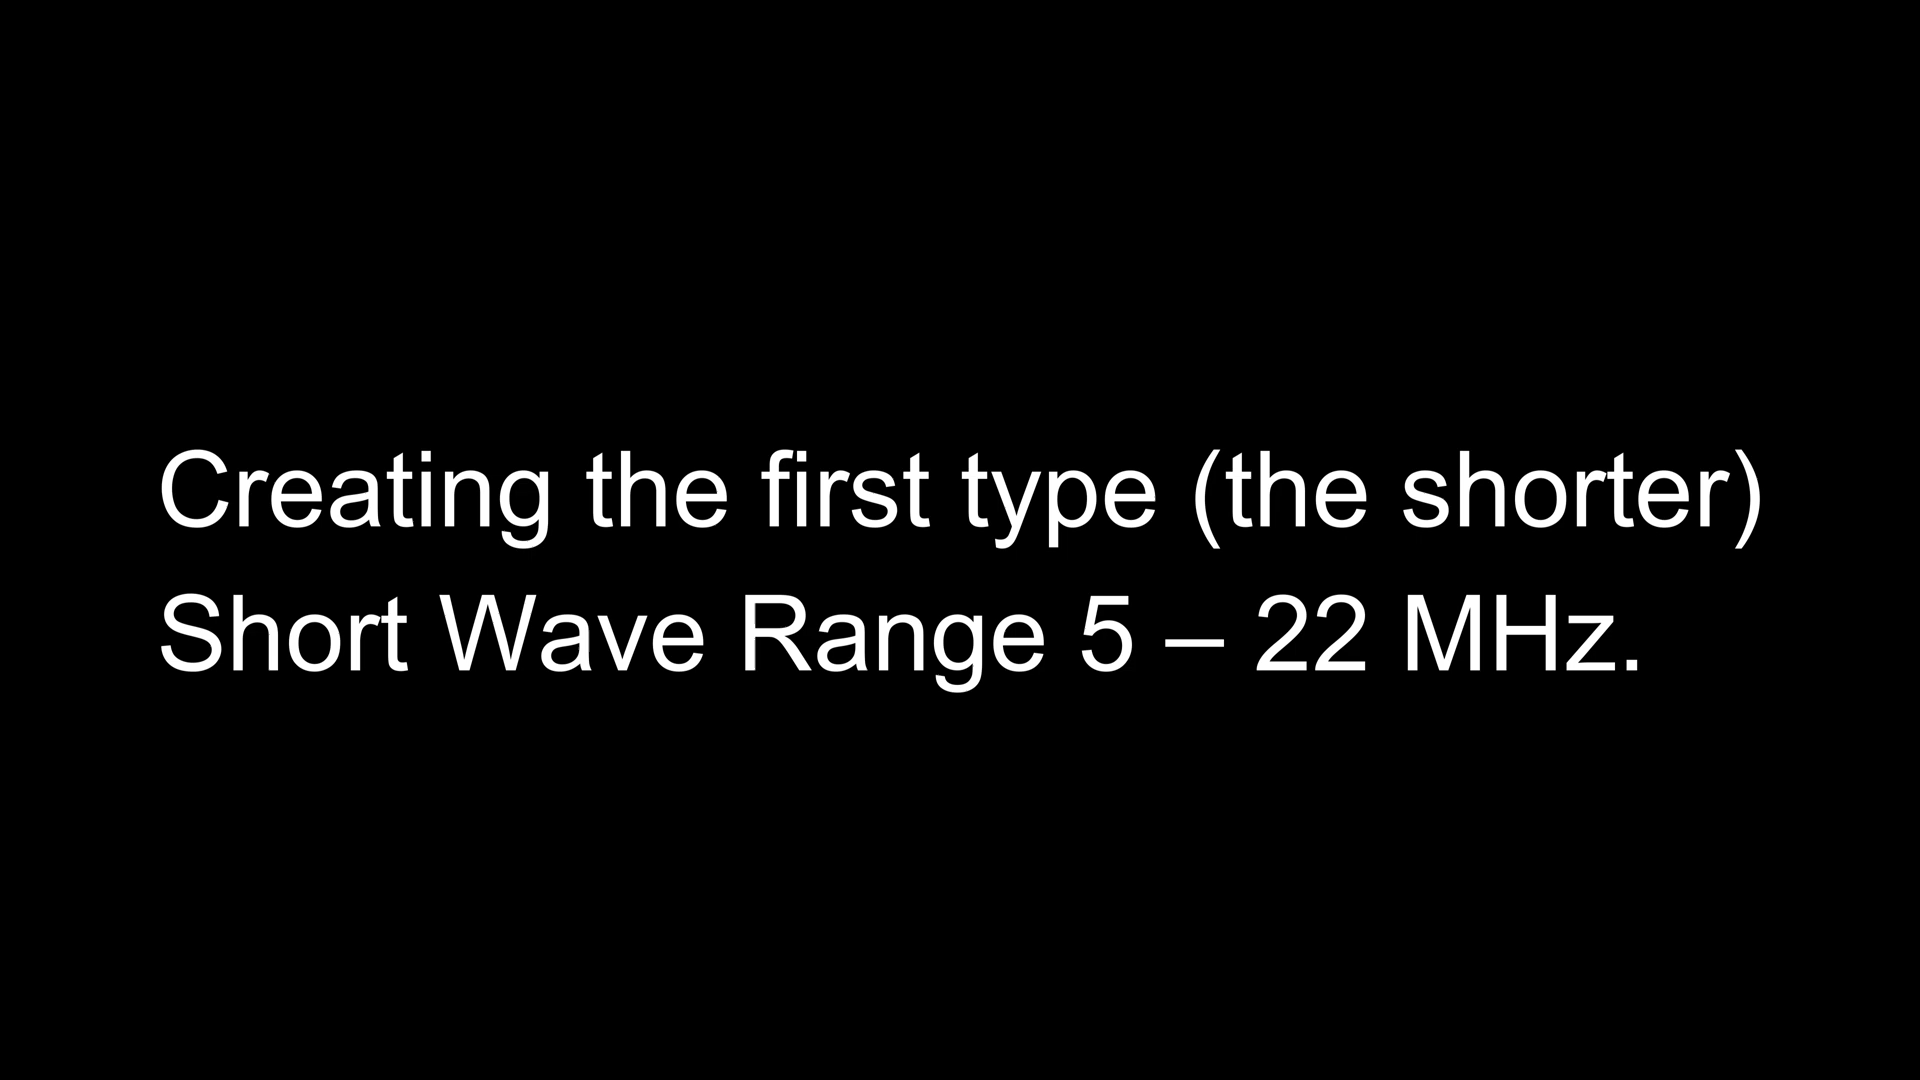 Creating the first type (the shorter)
Short Wave Range 5 – 22 MHz.